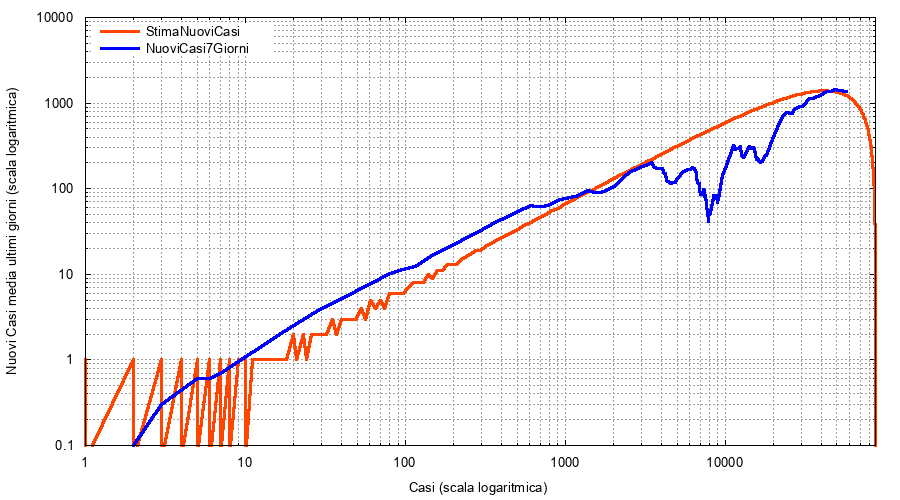 10000
1000
100
10
1
0.1
StimaNuoviCasi
NuoviCasi7Giorni
Nuovi Casi media ultimi giorni (scala logaritmica)
1 10 100 1000 10000
Casi (scala logaritmica)